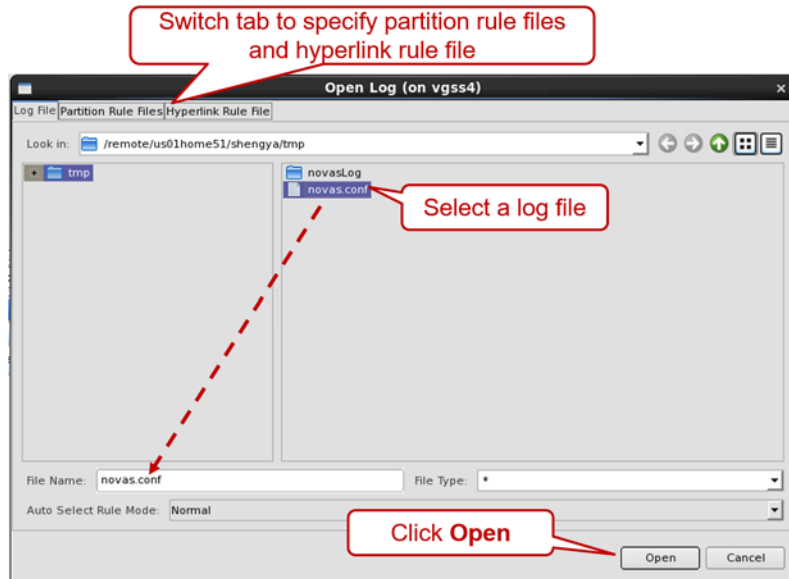 Switch tab to specify partition rule files
and hyperlink rule file
Open Log (on vgss4)
Log File Partition Rule Files Hyperlink Rule File
Look in: /remote/us01home51/shengya/tmp
tmp
novasLog
novas.conf
Select a log file
File Name: novas.conf File Type: *
Auto Select Rule Mode: Normal
Click Open
Open Cancel